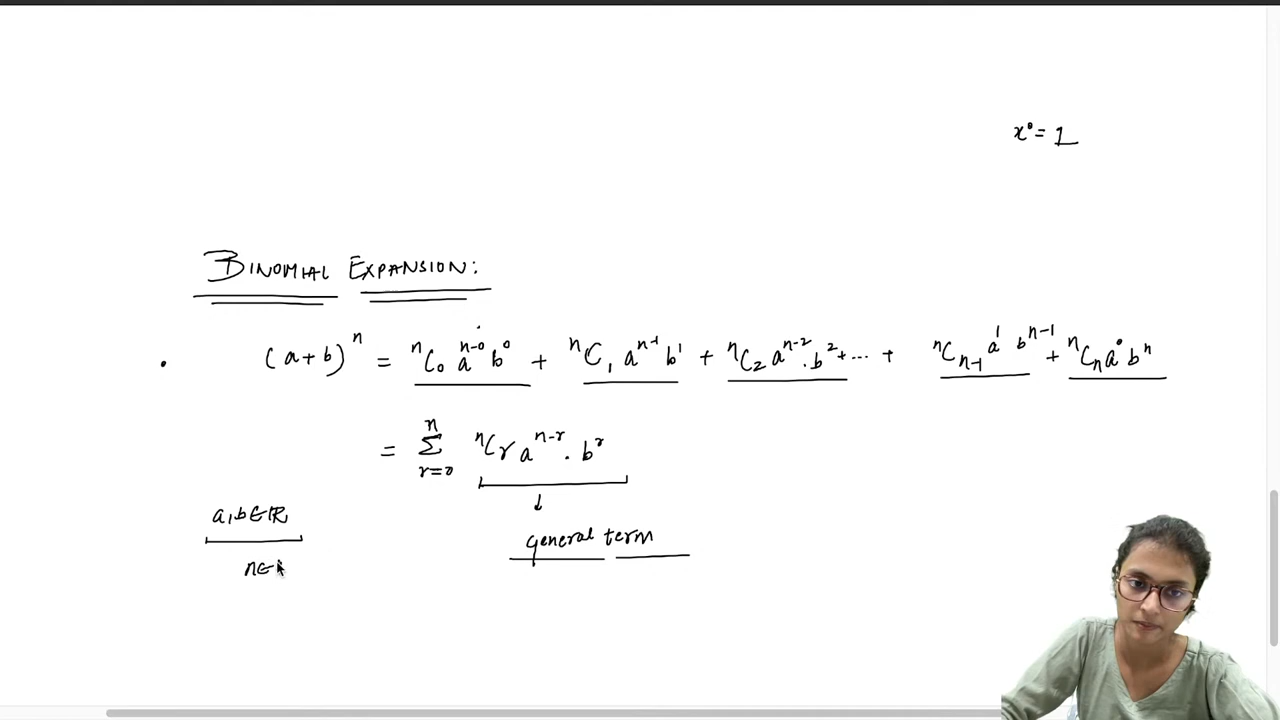 x⁰ = 1
BINOMIAL EXPANSION:
. (a+b)ⁿ = ⁿC₀ aⁿ⁻⁰ b⁰ + ⁿC₁ aⁿ⁻¹ b¹ + ⁿC₂ aⁿ⁻² . b² + ... + ⁿCₙ₋₁ a¹ bⁿ⁻¹ + ⁿCₙ a⁰ bⁿ
= Σ n r=0 ⁿCr aⁿ⁻ʳ . bʳ
a,b∈ℝ
↓
general term
n∈